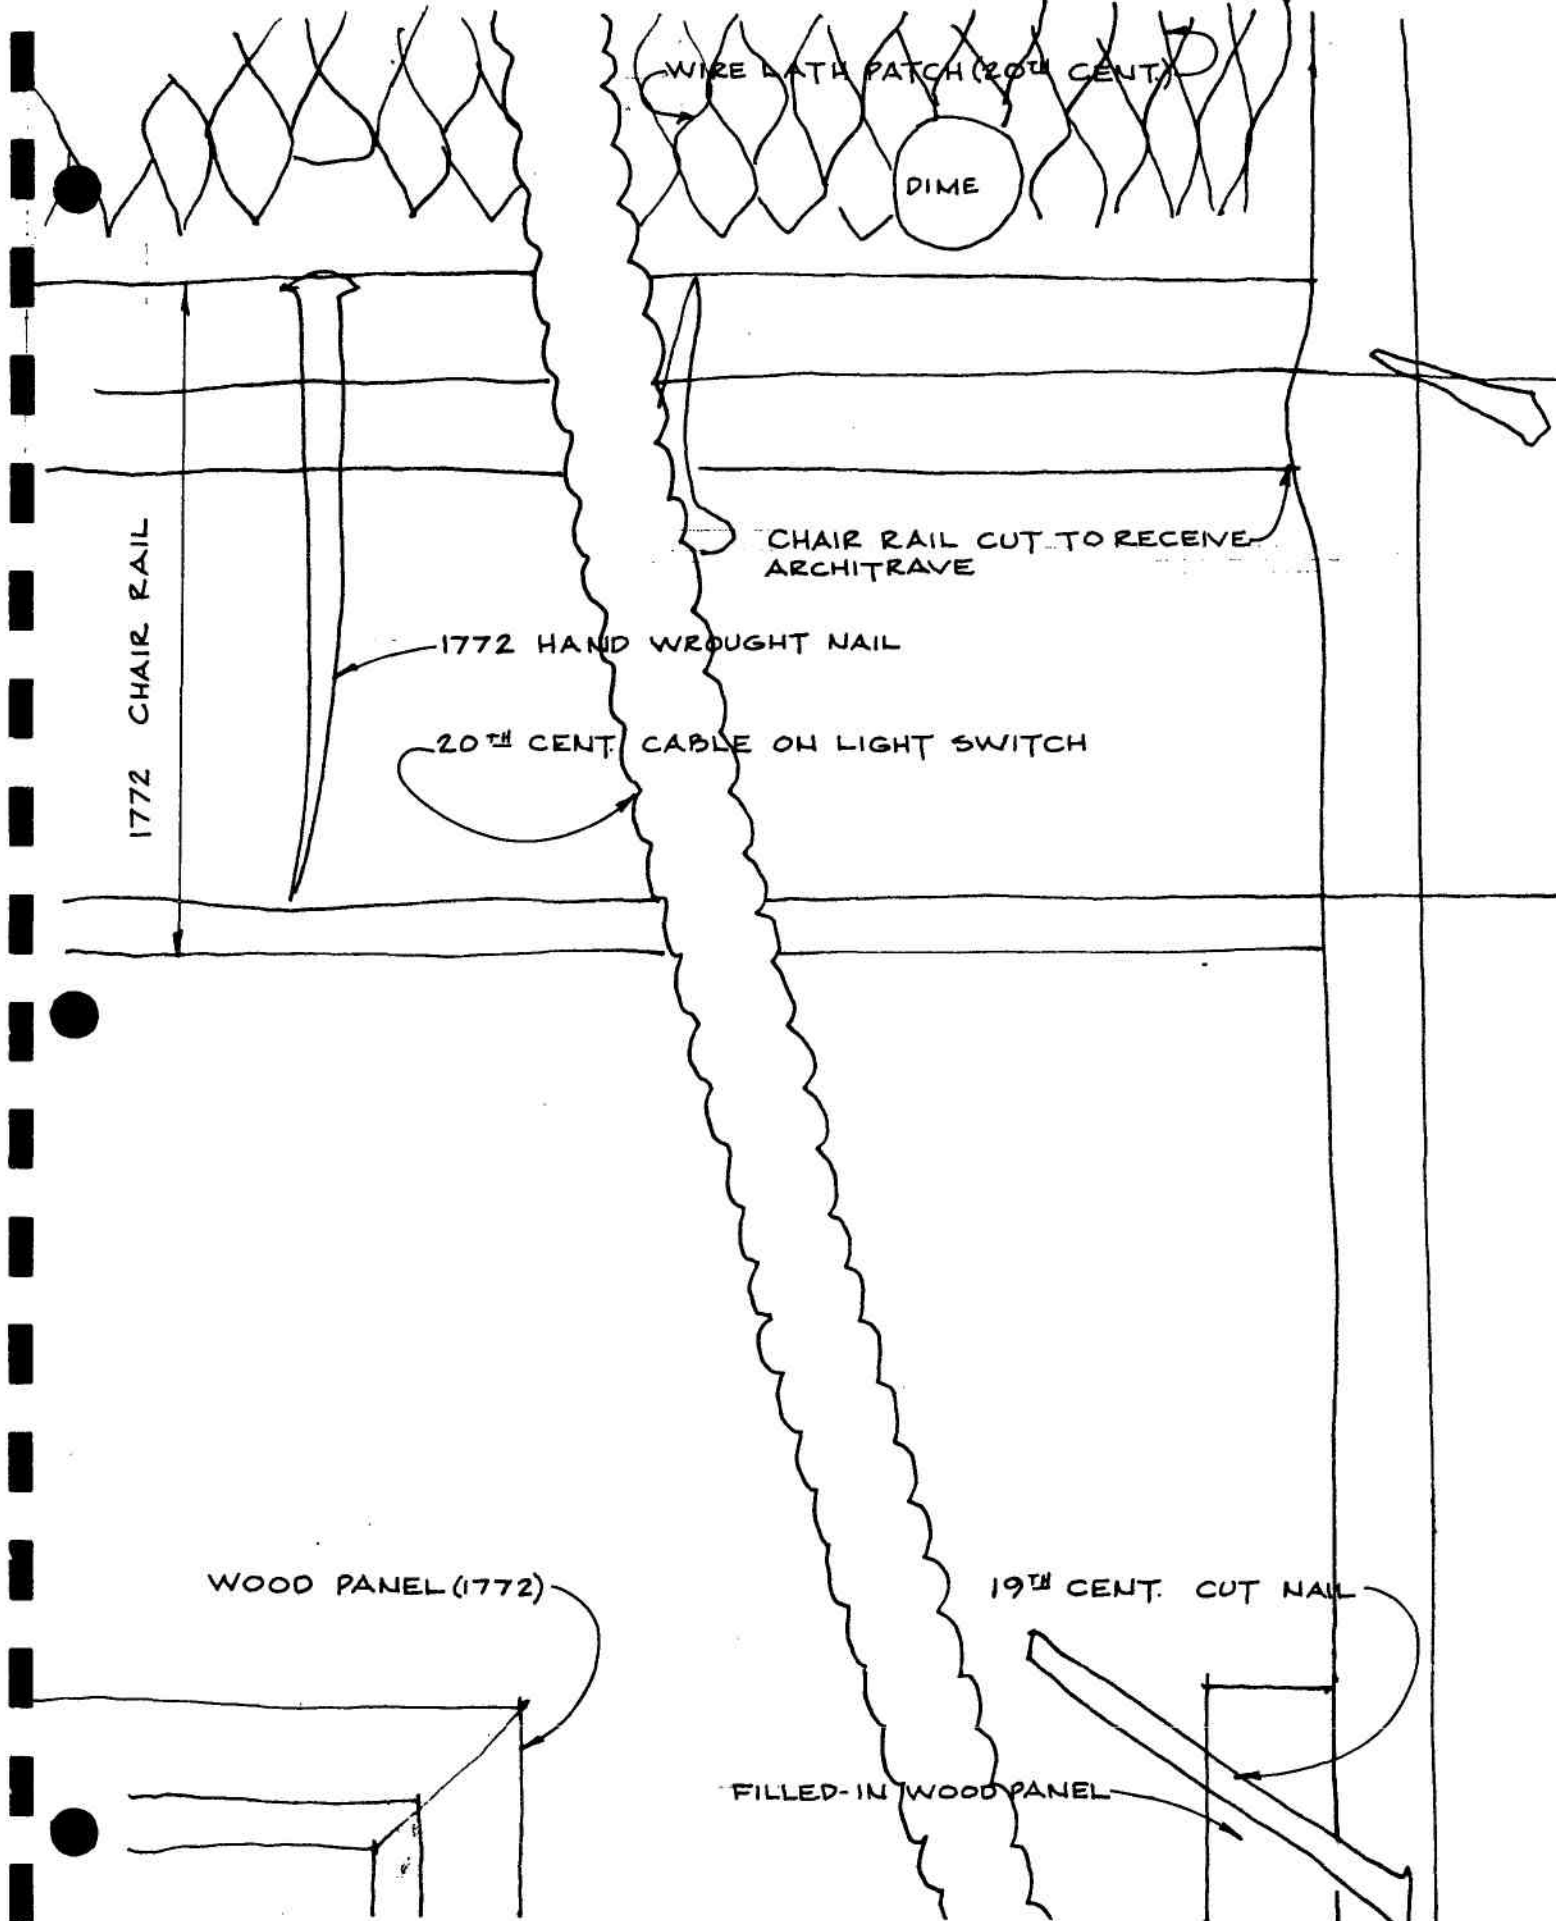 WIRE LATH PATCH (20TH CENT.)
DIME
CHAIR RAIL CUT TO RECEIVE
ARCHITRAVE
1772 CHAIR RAIL
1772 HAND WROUGHT NAIL
20TH CENT. CABLE ON LIGHT SWITCH
WOOD PANEL (1772)
19TH CENT. CUT NAIL
FILLED-IN WOOD PANEL